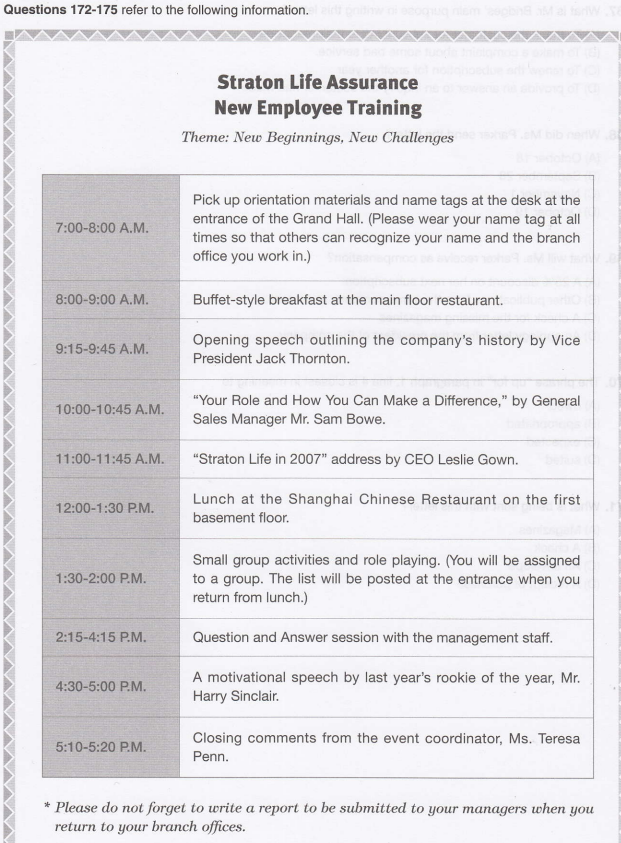 Questions 172-175 refer to the following information.
Straton Life Assurance
New Employee Training
Theme: New Beginnings, New Challenges
7:00-8:00 A.M.
Pick up orientation materials and name tags at the desk at the
entrance of the Grand Hall. (Please wear your name tag at all
times so that others can recognize your name and the branch
office you work in.)
8:00-9:00 A.M.
Buffet-style breakfast at the main floor restaurant.
9:15-9:45 A.M.
Opening speech outlining the company's history by Vice
President Jack Thornton.
10:00-10:45 A.M.
“Your Role and How You Can Make a Difference,” by General
Sales Manager Mr. Sam Bowe.
11:00-11:45 A.M.
“Straton Life in 2007” address by CEO Leslie Gown.
12:00-1:30 P.M.
Lunch at the Shanghai Chinese Restaurant on the first
basement floor.
1:30-2:00 P.M.
Small group activities and role playing. (You will be assigned
to a group. The list will be posted at the entrance when you
return from lunch.)
2:15-4:15 P.M.
Question and Answer session with the management staff.
4:30-5:00 P.M.
A motivational speech by last year's rookie of the year, Mr.
Harry Sinclair.
5:10-5:20 P.M.
Closing comments from the event coordinator, Ms. Teresa
Penn.
* Please do not forget to write a report to be submitted to your managers when you
return to your branch offices.